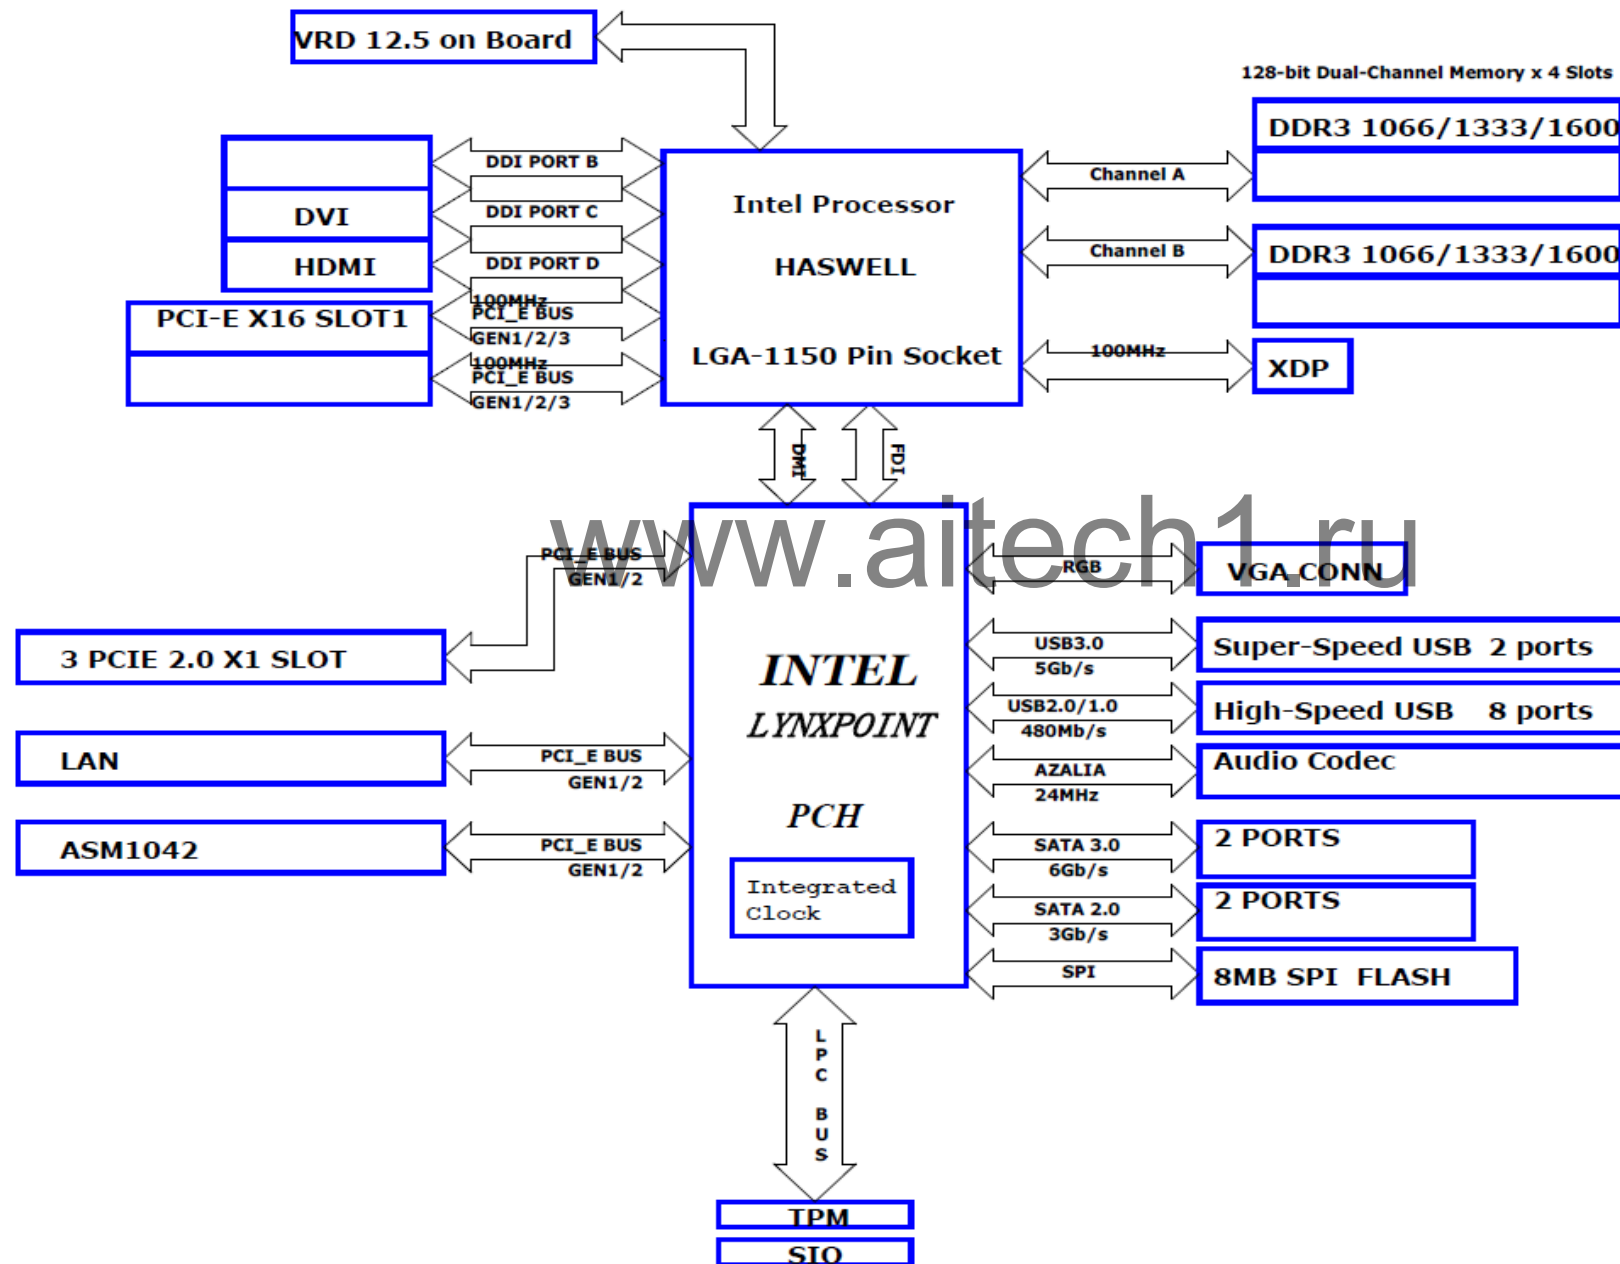 VRD 12.5 on Board
128-bit Dual-Channel Memory x 4 Slots
DDR3 1066/1333/1600
DDI PORT B
Channel A
Intel Processor
DVI
DDI PORT C
DDR3 1066/1333/1600
Channel B
HASWELL
HDMI
DDI PORT D
100MHz
PCI-E X16 SLOT1
PCI_E BUS
GEN1/2/3
LGA-1150 Pin Socket
100MHz
XDP
100MHz
PCI_E BUS
GEN1/2/3
DMI
FDI
www.aitech1.ru
PCI_E BUS
GEN1/2
RGB
VGA CONN
3 PCIE 2.0 X1 SLOT
INTEL
LYNXPOINT
USB3.0
5Gb/s
Super-Speed USB 2 ports
USB2.0/1.0
480Mb/s
High-Speed USB 8 ports
LAN
PCI_E BUS
GEN1/2
AZALIA
24MHz
Audio Codec
PCH
ASM1042
PCI_E BUS
GEN1/2
SATA 3.0
6Gb/s
2 PORTS
Integrated
Clock
SATA 2.0
3Gb/s
2 PORTS
SPI
8MB SPI FLASH
LPC BUS
TPM
SIO